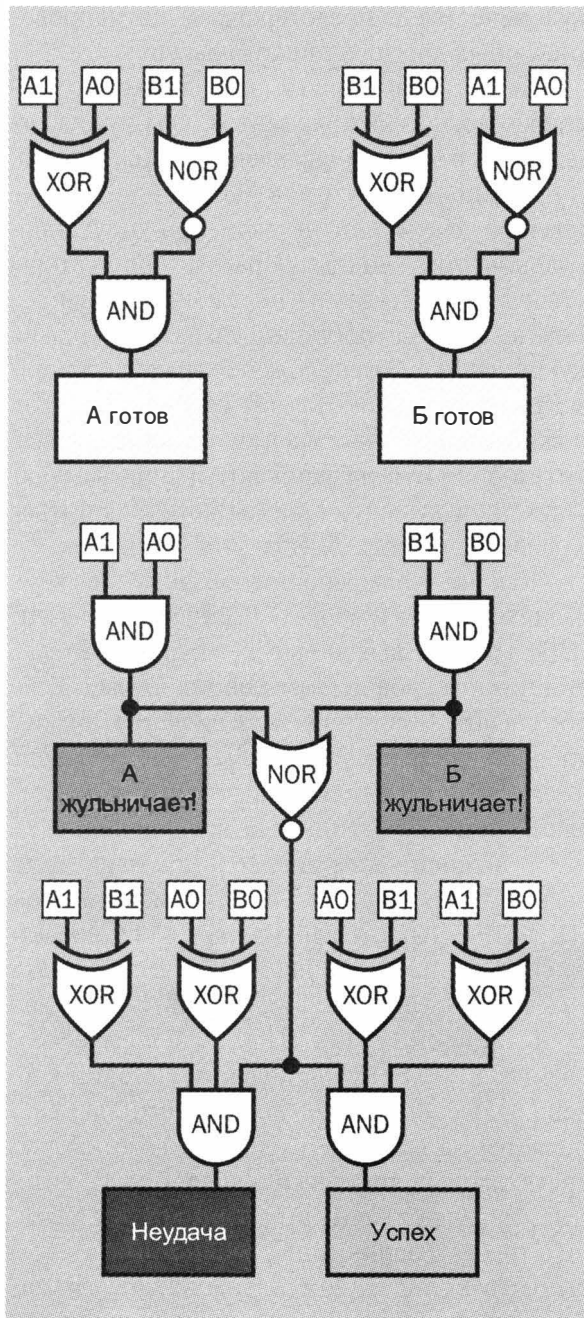 A1 A0 B1 B0 B1 B0 A1 A0
XOR NOR XOR NOR
AND AND
А готов Б готов
A1 A0 B1 B0
AND AND
NOR
А
жульничает!
Б
жульничает!
A1 B1 A0 B0 A0 B1 A1 B0
XOR XOR XOR XOR
AND AND
Неудача Успех